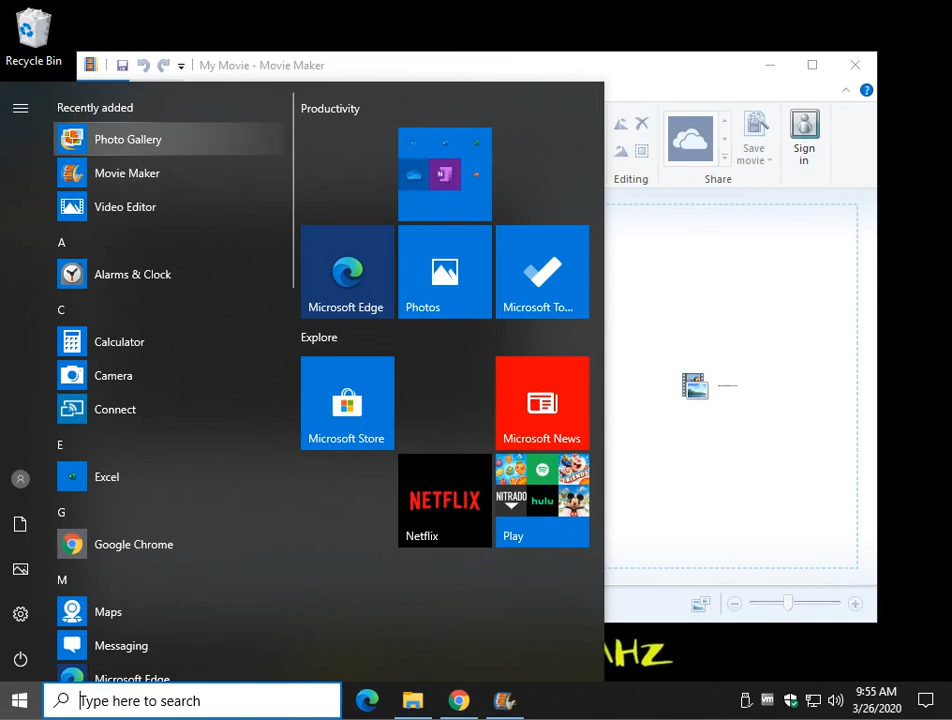 Recycle Bin
My Movie - Movie Maker
Editing
Save
movie
Share
Sign
in
Recently added
Photo Gallery
Movie Maker
Video Editor
A
Alarms & Clock
C
Calculator
Camera
Connect
E
Excel
G
Google Chrome
M
Maps
Messaging
Microsoft Edge
Productivity
N
Microsoft Edge
Photos
Microsoft To...
Explore
Microsoft Store
Microsoft News
NETFLIX
Netflix
NITRADO
hulu
Play
Type here to search
9:55 AM
3/26/2020